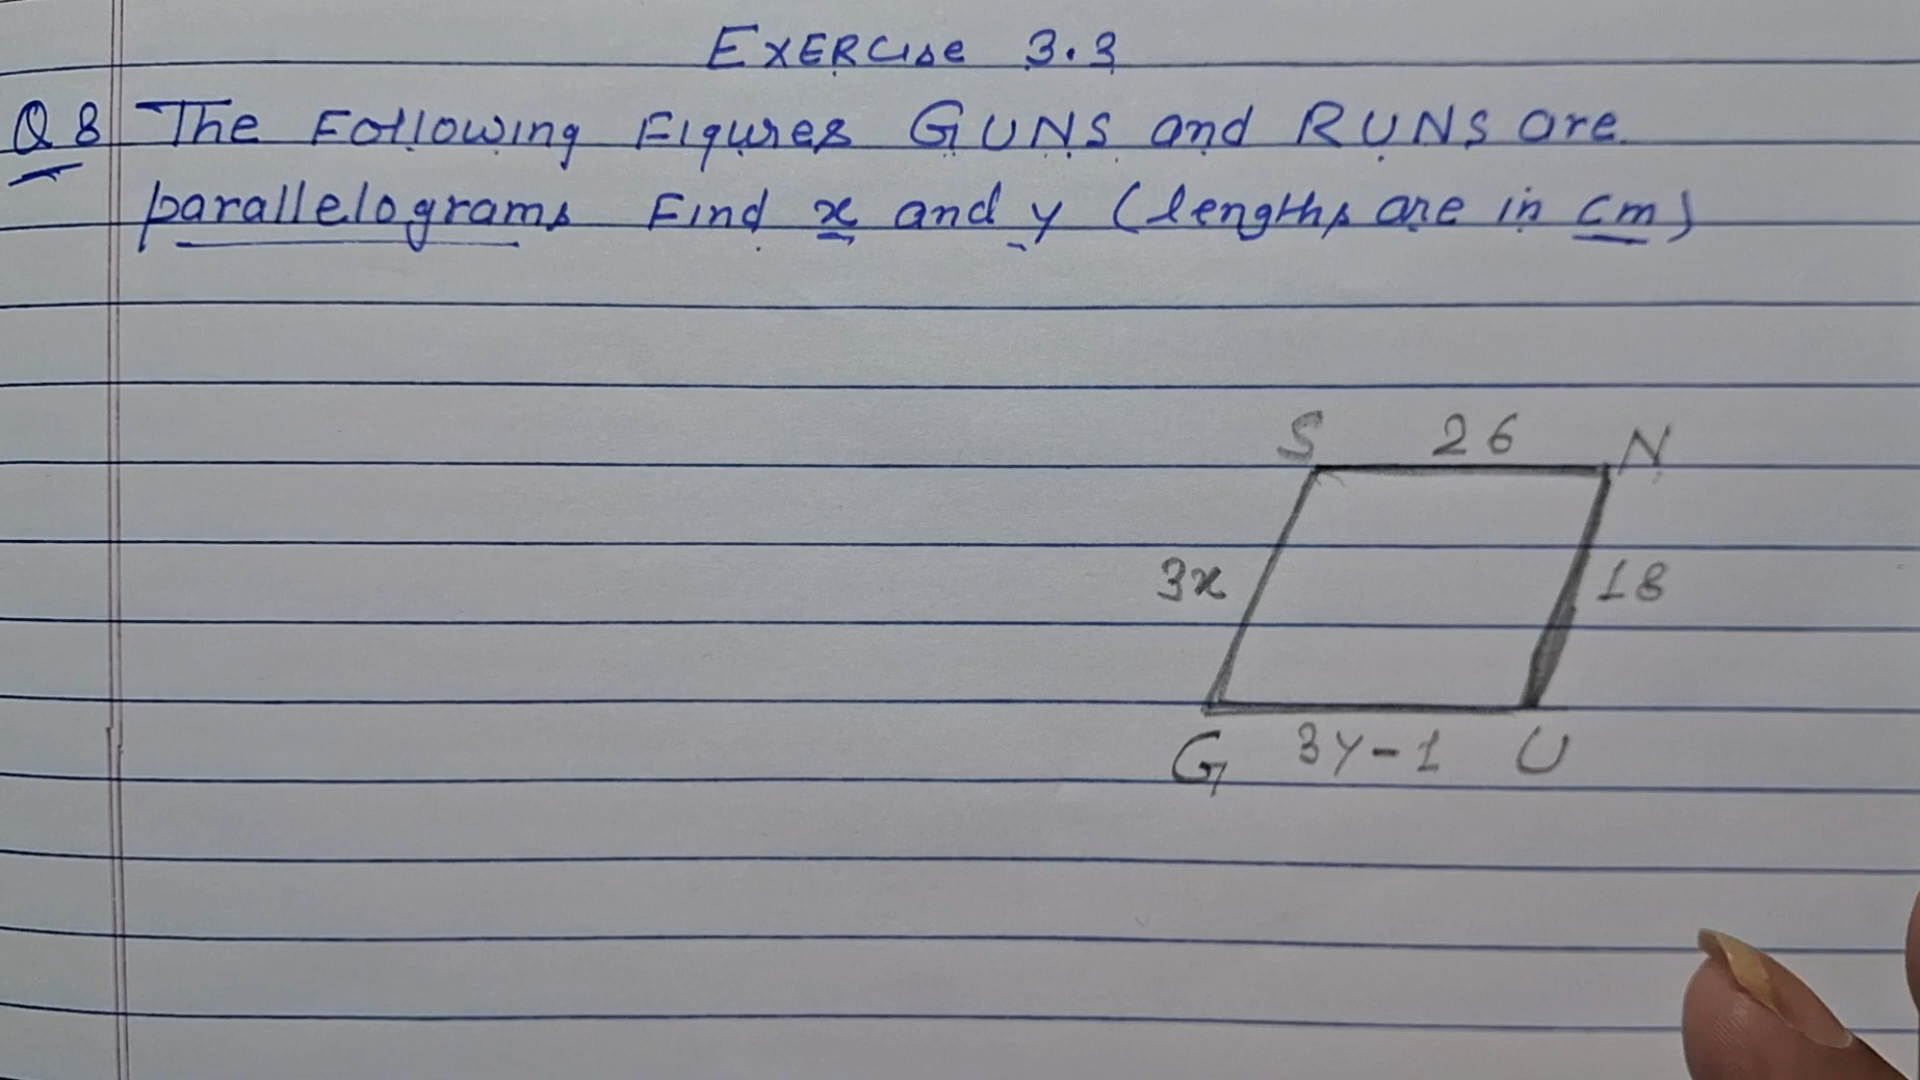 EXERCISE 3.3
Q 8 The Following Figures GUNS and RUNS are
parallelograms Find x and y (lengths are in cm)
S 26 N
3x 18
G 3y-1 U